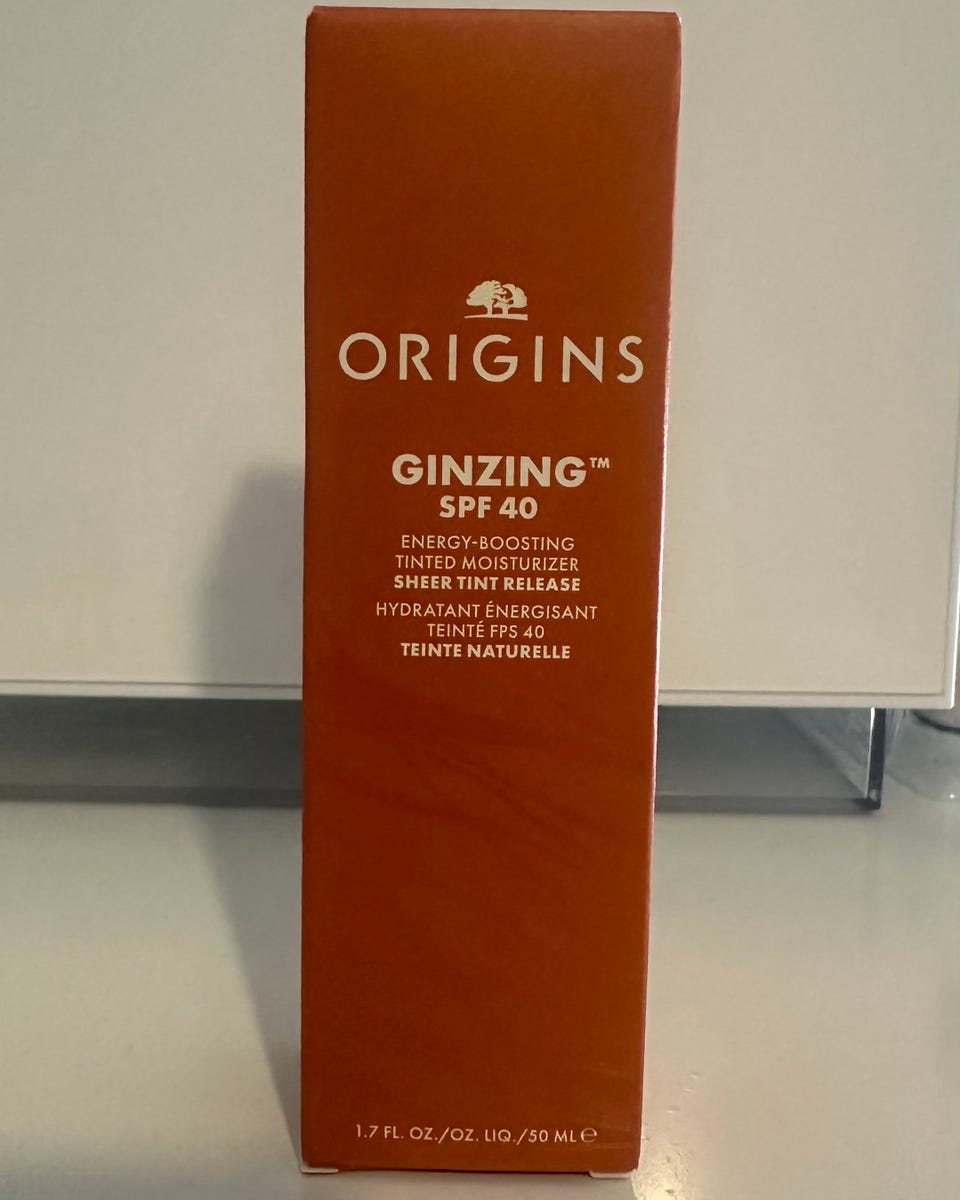 ORIGINS
GINZING™
SPF 40
ENERGY-BOOSTING
TINTED MOISTURIZER
SHEER TINT RELEASE
HYDRATANT ÉNERGISANT
TEINTÉ FPS 40
TEINTE NATURELLE
1.7 FL. OZ./OZ. LIQ./50 ML ℮